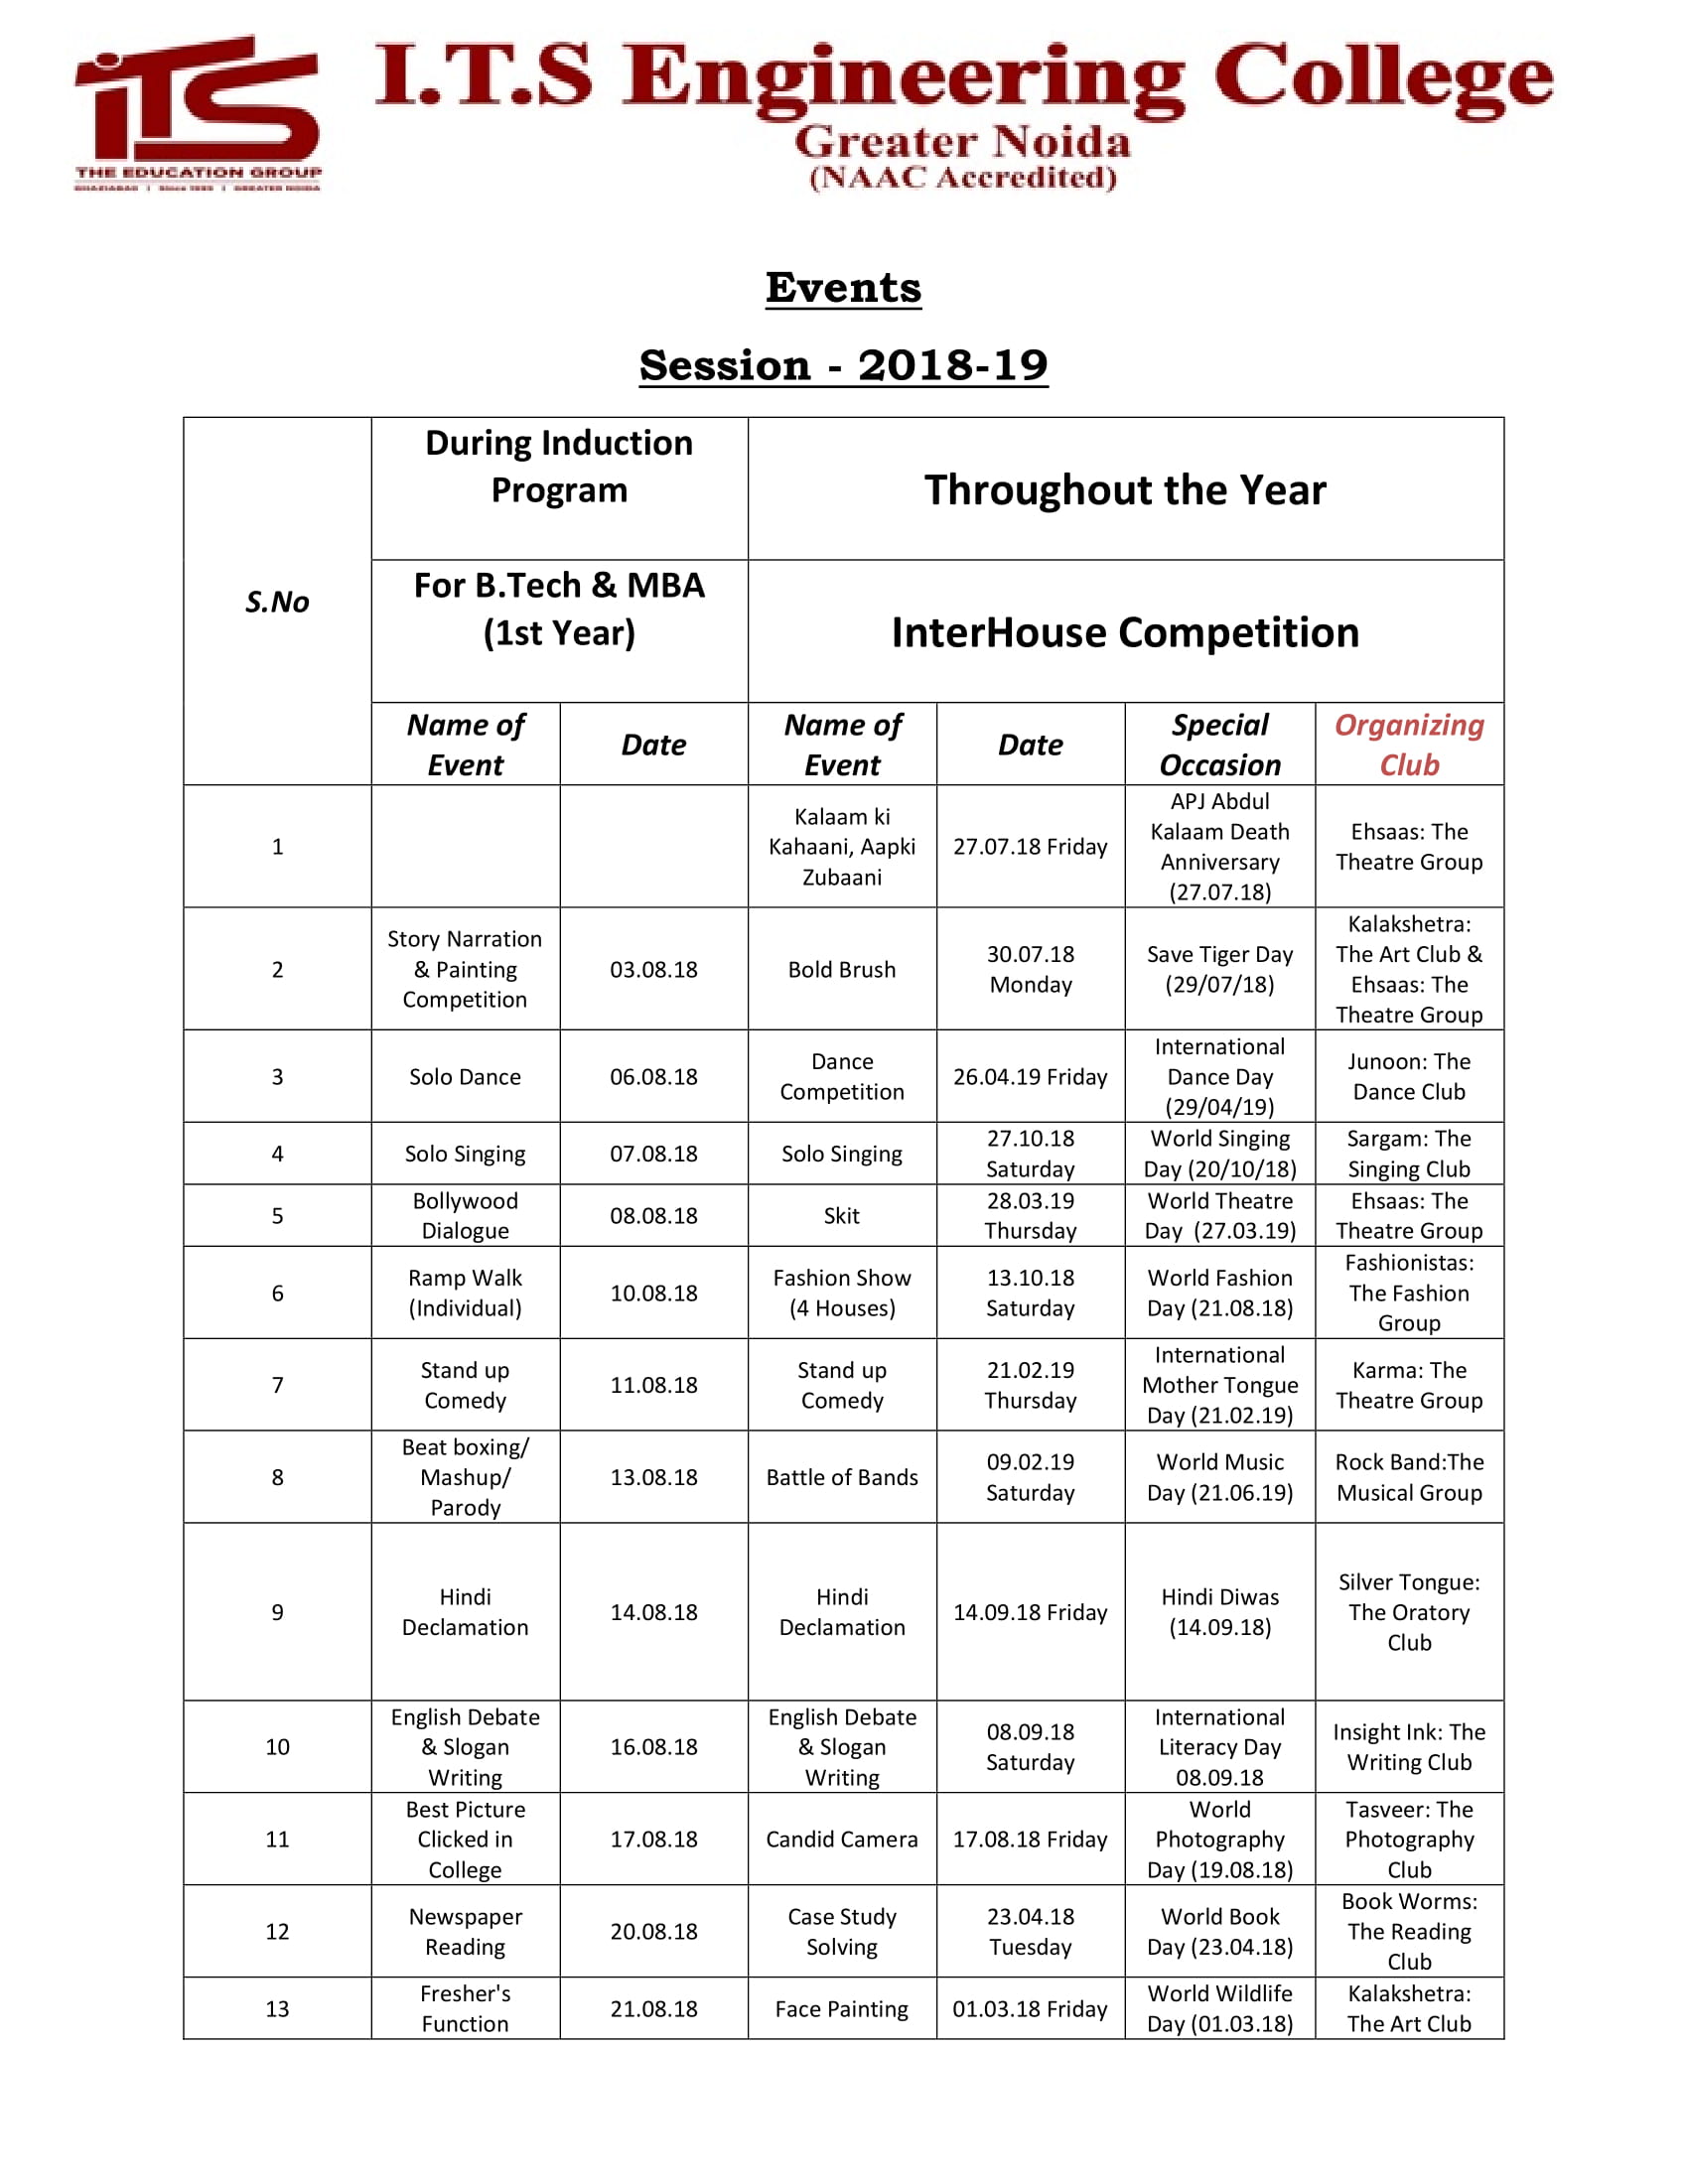 iTS
THE EDUCATION GROUP
GHAZIABAD | Since 1995 | GREATER NOIDA
I.T.S Engineering College
Greater Noida
(NAAC Accredited)
Events
Session - 2018-19
S.No
During Induction
Program
Throughout the Year
For B.Tech & MBA
(1st Year)
InterHouse Competition
Name of
Event
Date
Name of
Event
Date
Special
Occasion
Organizing
Club
1
Kalaam ki
Kahaani, Aapki
Zubaani
27.07.18 Friday
APJ Abdul
Kalaam Death
Anniversary
(27.07.18)
Ehsaas: The
Theatre Group
2
Story Narration
& Painting
Competition
03.08.18
Bold Brush
30.07.18
Monday
Save Tiger Day
(29/07/18)
Kalakshetra:
The Art Club &
Ehsaas: The
Theatre Group
3
Solo Dance
06.08.18
Dance
Competition
26.04.19 Friday
International
Dance Day
(29/04/19)
Junoon: The
Dance Club
4
Solo Singing
07.08.18
Solo Singing
27.10.18
Saturday
World Singing
Day (20/10/18)
Sargam: The
Singing Club
5
Bollywood
Dialogue
08.08.18
Skit
28.03.19
Thursday
World Theatre
Day  (27.03.19)
Ehsaas: The
Theatre Group
6
Ramp Walk
(Individual)
10.08.18
Fashion Show
(4 Houses)
13.10.18
Saturday
World Fashion
Day (21.08.18)
Fashionistas:
The Fashion
Group
7
Stand up
Comedy
11.08.18
Stand up
Comedy
21.02.19
Thursday
International
Mother Tongue
Day (21.02.19)
Karma: The
Theatre Group
8
Beat boxing/
Mashup/
Parody
13.08.18
Battle of Bands
09.02.19
Saturday
World Music
Day (21.06.19)
Rock Band:The
Musical Group
9
Hindi
Declamation
14.08.18
Hindi
Declamation
14.09.18 Friday
Hindi Diwas
(14.09.18)
Silver Tongue:
The Oratory
Club
10
English Debate
& Slogan
Writing
16.08.18
English Debate
& Slogan
Writing
08.09.18
Saturday
International
Literacy Day
08.09.18
Insight Ink: The
Writing Club
11
Best Picture
Clicked in
College
17.08.18
Candid Camera
17.08.18 Friday
World
Photography
Day (19.08.18)
Tasveer: The
Photography
Club
12
Newspaper
Reading
20.08.18
Case Study
Solving
23.04.18
Tuesday
World Book
Day (23.04.18)
Book Worms:
The Reading
Club
13
Fresher's
Function
21.08.18
Face Painting
01.03.18 Friday
World Wildlife
Day (01.03.18)
Kalakshetra:
The Art Club